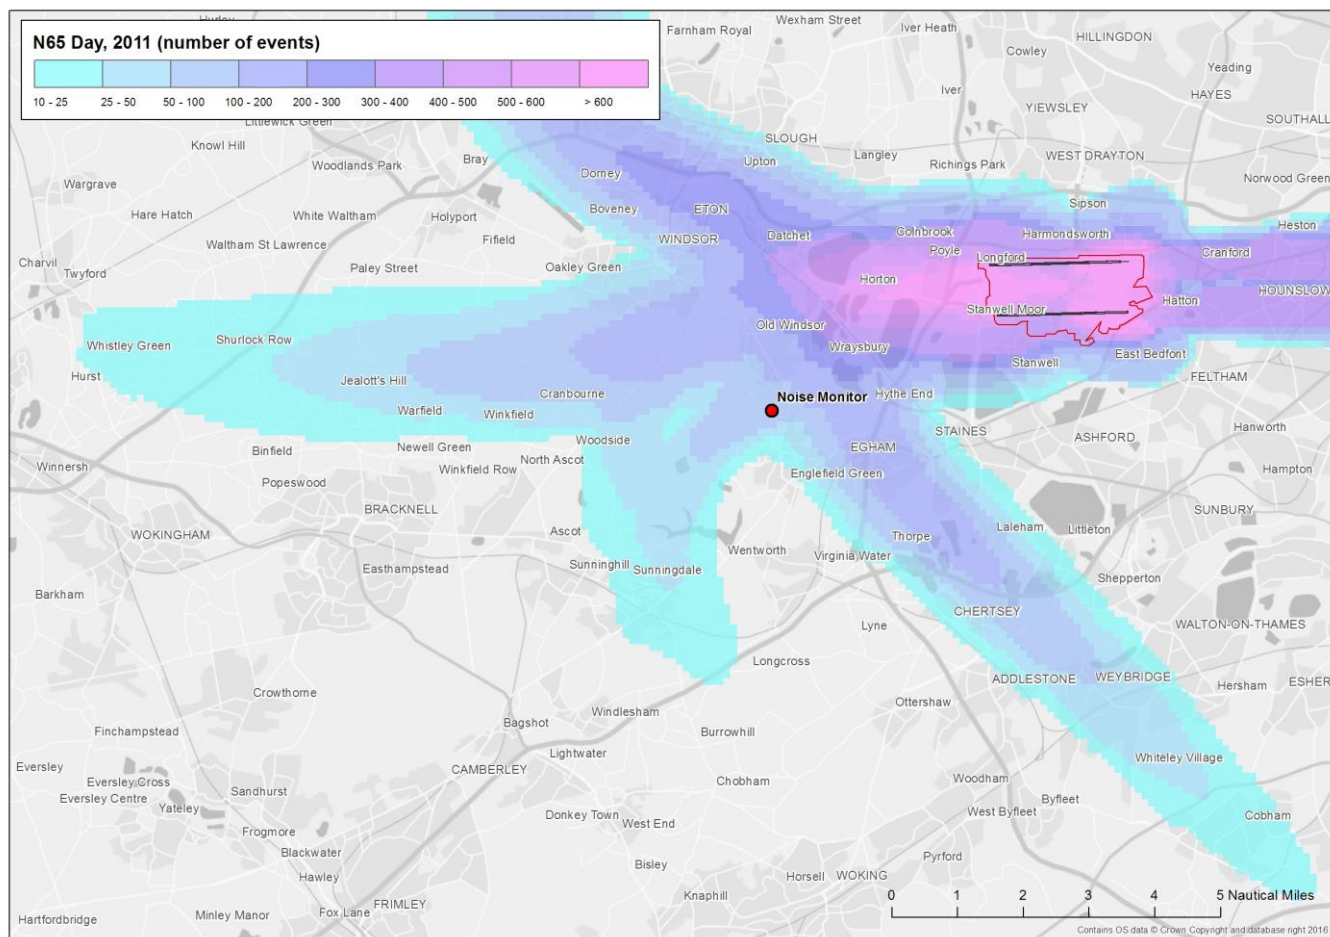 Hurley
Farnham Royal
Wexham Street
Iver Heath
HILLINGDON
N65 Day, 2011 (number of events)
10 - 25 25 - 50 50 - 100 100 - 200 200 - 300 300 - 400 400 - 500 500 - 600 > 600
Cowley
Yeading
Iver
HAYES
YIEWSLEY
SOUTHALL
Littlewick Green
Knowl Hill
SLOUGH
Woodlands Park
Bray
Upton
Langley
Richings Park
WEST DRAYTON
Wargrave
Dorney
Norwood Green
Hare Hatch
White Waltham
Holyport
Boveney
ETON
Sipson
Waltham St Lawrence
Fifield
WINDSOR
Datchet
Colnbrook
Harmondsworth
Heston
Poyle
Longford
Cranford
Charvil
Twyford
Paley Street
Oakley Green
Horton
HOUNSLOW
Hatton
Stanwell Moor
Old Windsor
Whistley Green
Shurlock Row
Wraysbury
East Bedfont
Stanwell
Hurst
Jealott's Hill
FELTHAM
Cranbourne
Hythe End
Noise Monitor
Warfield
Winkfield
Woodside
STAINES
ASHFORD
Hanworth
Binfield
Newell Green
EGHAM
Winnersh
Winkfield Row
North Ascot
Englefield Green
Hampton
Popeswood
BRACKNELL
SUNBURY
WOKINGHAM
Ascot
Laleham
Littleton
Thorpe
Wentworth
Virginia Water
Easthampstead
Sunninghill
Sunningdale
Shepperton
Barkham
CHERTSEY
Lyne
WALTON-ON-THAMES
Longcross
ADDLESTONE
WEYBRIDGE
Hersham
ESHER
Crowthorne
Ottershaw
Windlesham
Bagshot
Finchampstead
Burrowhill
Lightwater
Whiteley Village
Eversley
CAMBERLEY
Eversley Cross
Chobham
Woodham
Sandhurst
Eversley Centre
Yateley
Byfleet
West Byfleet
Donkey Town
West End
Cobham
Frogmore
Blackwater
Pyrford
Bisley
Hawley
Horsell
WOKING
Knaphill
0 1 2 3 4 5 Nautical Miles
FRIMLEY
Fox Lane
Minley Manor
Hartfordbridge
Contains OS data © Crown Copyright and database right 2016